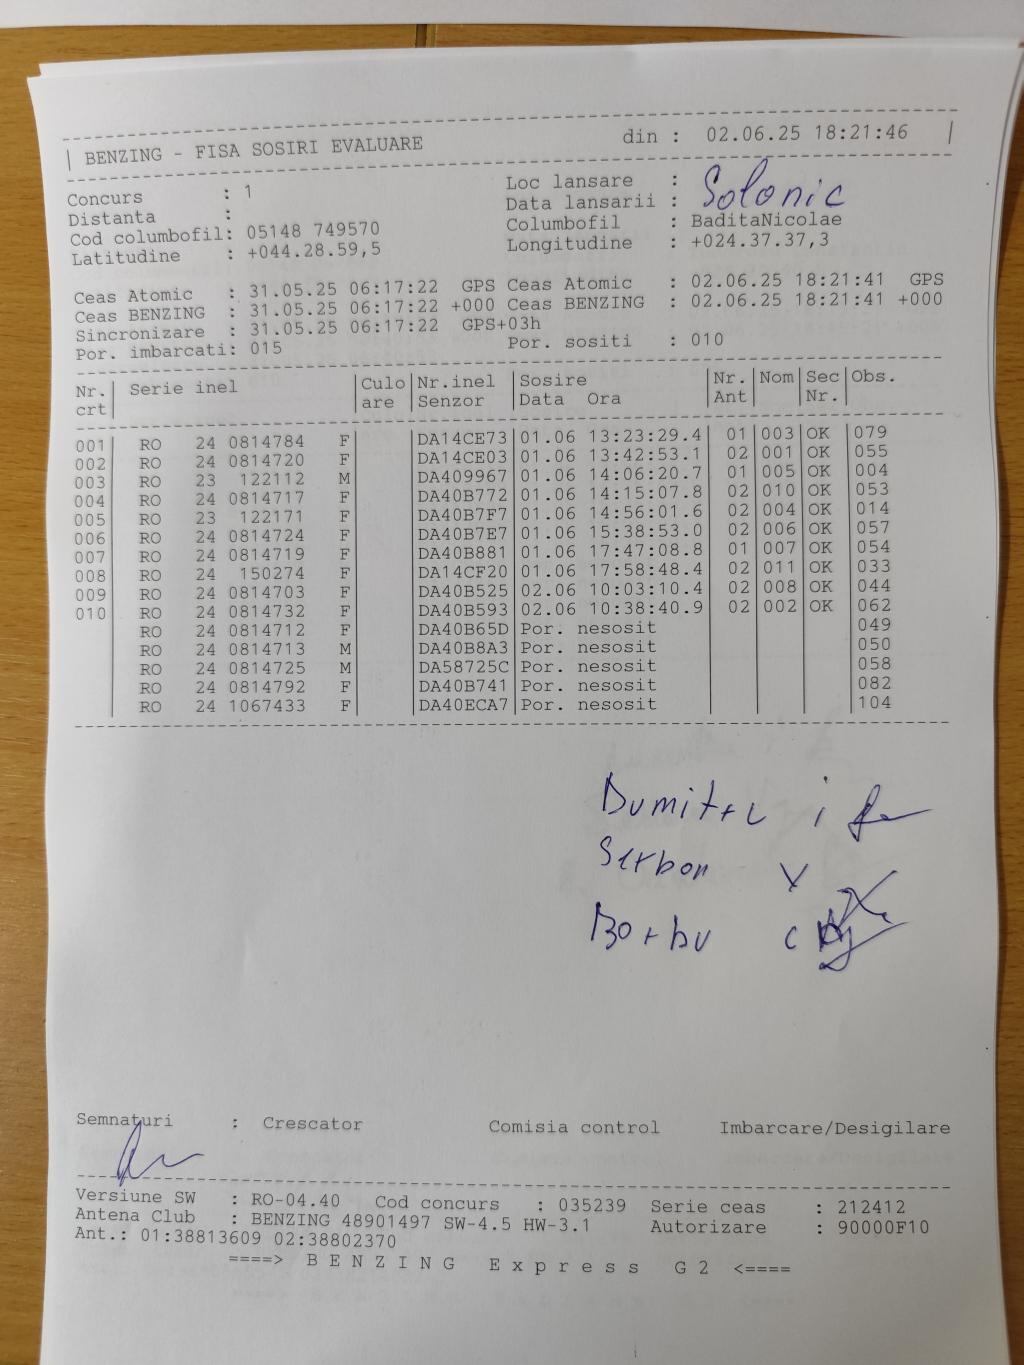 BENZING - FISA SOSIRI EVALUARE din : 02.06.25 18:21:46
Concurs : 1 Loc lansare : Solonic
Distanta : Data lansarii :
Cod columbofil: 05148 749570 Columbofil : BaditaNicolae
Latitudine : +044.28.59,5 Longitudine : +024.37.37,3
Ceas Atomic : 31.05.25 06:17:22 GPS Ceas Atomic : 02.06.25 18:21:41 GPS
Ceas BENZING : 31.05.25 06:17:22 +000 Ceas BENZING : 02.06.25 18:21:41 +000
Sincronizare : 31.05.25 06:17:22 GPS+03h
Por. imbarcati: 015 Por. sositi : 010
Nr. Serie inel Culo Nr.inel Sosire Nr. Nom Sec Obs.
crt are Senzor Data Ora Ant Nr.
001 RO 24 0814784 F DA14CE73 01.06 13:23:29.4 01 003 OK 079
002 RO 24 0814720 F DA14CE03 01.06 13:42:53.1 02 001 OK 055
003 RO 23 122112 M DA409967 01.06 14:06:20.7 01 005 OK 004
004 RO 24 0814717 F DA40B772 01.06 14:15:07.8 02 010 OK 053
005 RO 23 122171 F DA40B7F7 01.06 14:56:01.6 02 004 OK 014
006 RO 24 0814724 F DA40B7E7 01.06 15:38:53.0 02 006 OK 057
007 RO 24 0814719 F DA40B881 01.06 17:47:08.8 01 007 OK 054
008 RO 24 150274 F DA14CF20 01.06 17:58:48.4 02 011 OK 033
009 RO 24 0814703 F DA40B525 02.06 10:03:10.4 02 008 OK 044
010 RO 24 0814732 F DA40B593 02.06 10:38:40.9 02 002 OK 062
RO 24 0814712 F DA40B65D Por. nesosit 049
RO 24 0814713 M DA40B8A3 Por. nesosit 050
RO 24 0814725 M DA58725C Por. nesosit 058
RO 24 0814792 F DA40B741 Por. nesosit 082
RO 24 1067433 F DA40ECA7 Por. nesosit 104
Dumitru i
Serban V
Barbu C
Semnaturi : Crescator Comisia control Imbarcare/Desigilare
Versiune SW : RO-04.40 Cod concurs : 035239 Serie ceas : 212412
Antena Club : BENZING 48901497 SW-4.5 HW-3.1 Autorizare : 90000F10
Ant.: 01:38813609 02:38802370
====> B E N Z I N G E x p r e s s G 2 <====